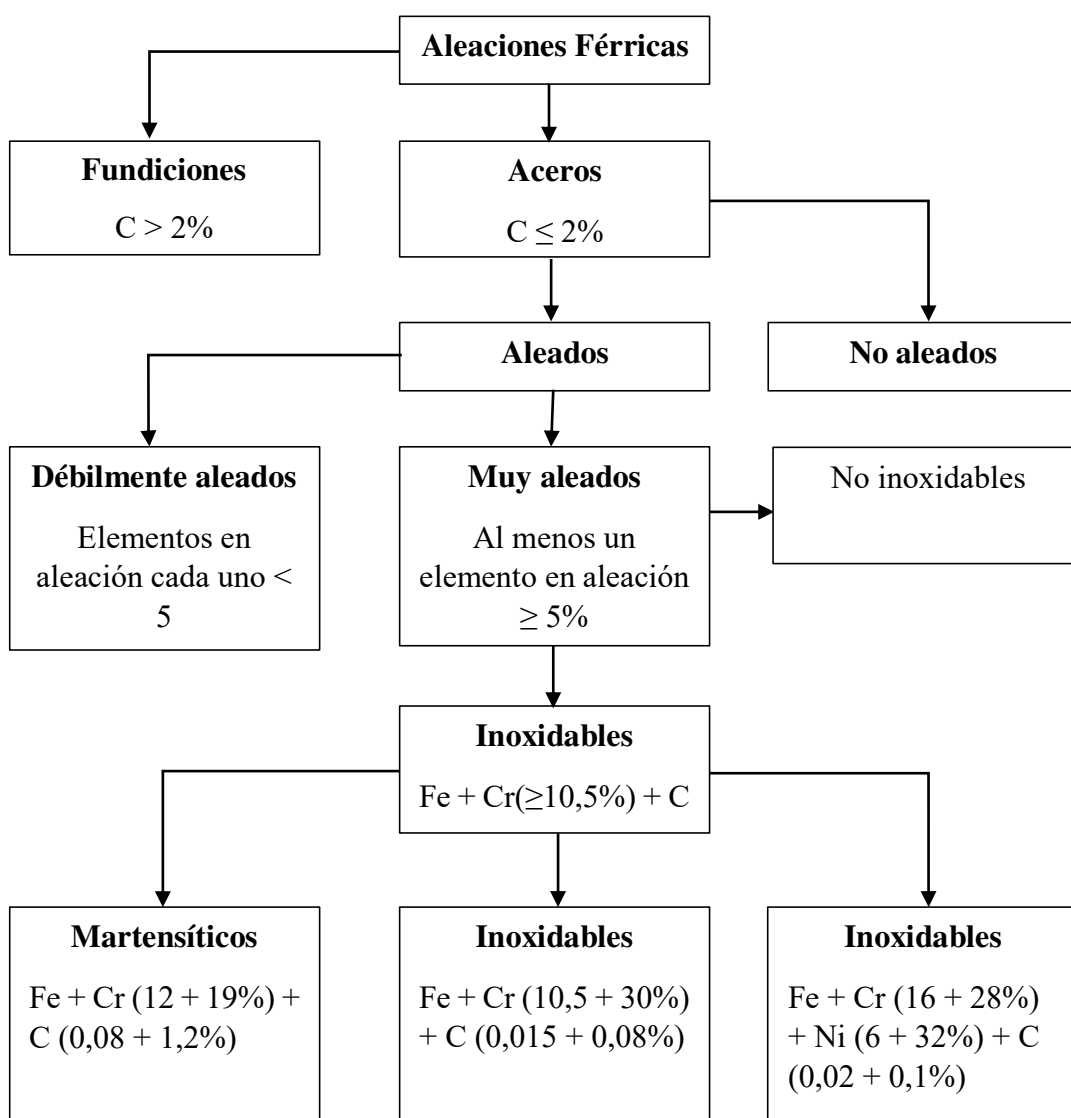 Aleaciones Férricas
Fundiciones
C > 2%
Aceros
C ≤ 2%
Aleados
No aleados
Débilmente aleados
Elementos en
aleación cada uno <
5
Muy aleados
Al menos un
elemento en aleación
≥ 5%
No inoxidables
Inoxidables
Fe + Cr(≥10,5%) + C
Martensíticos
Fe + Cr (12 + 19%) +
C (0,08 + 1,2%)
Inoxidables
Fe + Cr (10,5 + 30%)
+ C (0,015 + 0,08%)
Inoxidables
Fe + Cr (16 + 28%)
+ Ni (6 + 32%) + C
(0,02 + 0,1%)